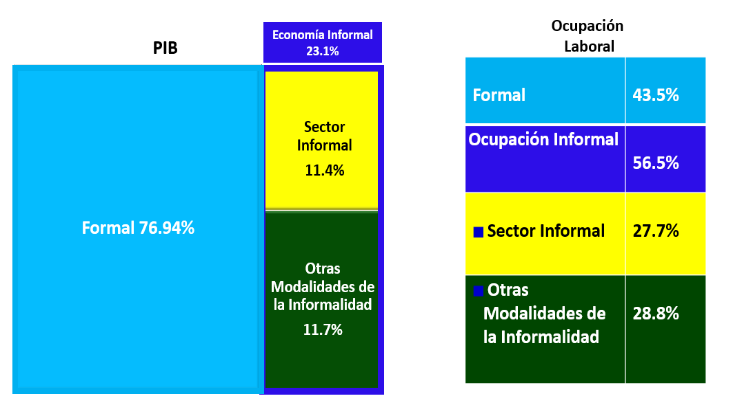 PIB
Economía Informal
23.1%
Formal 76.94%
Sector
Informal
11.4%
Otras
Modalidades de
la Informalidad
11.7%
Ocupación
Laboral
Formal 43.5%
Ocupación Informal
56.5%
Sector Informal 27.7%
Otras
Modalidades de
la Informalidad
28.8%